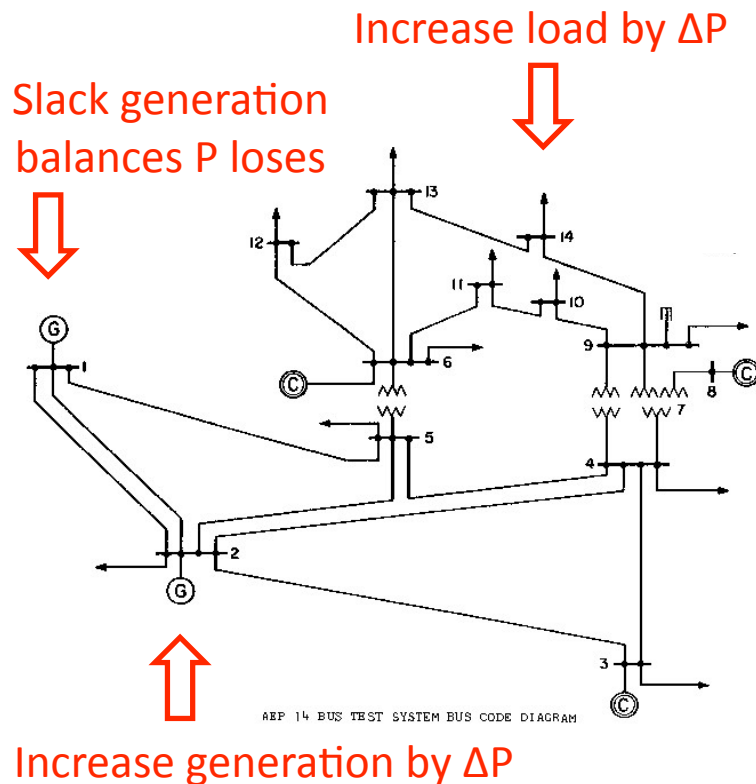 Increase load by ΔP
Slack generation
balances P loses
13
14
12
11
10
G
1
6
9
C
8
C
7
5
4
2
G
3
C
AEP 14 BUS TEST SYSTEM BUS CODE DIAGRAM
Increase generation by ΔP